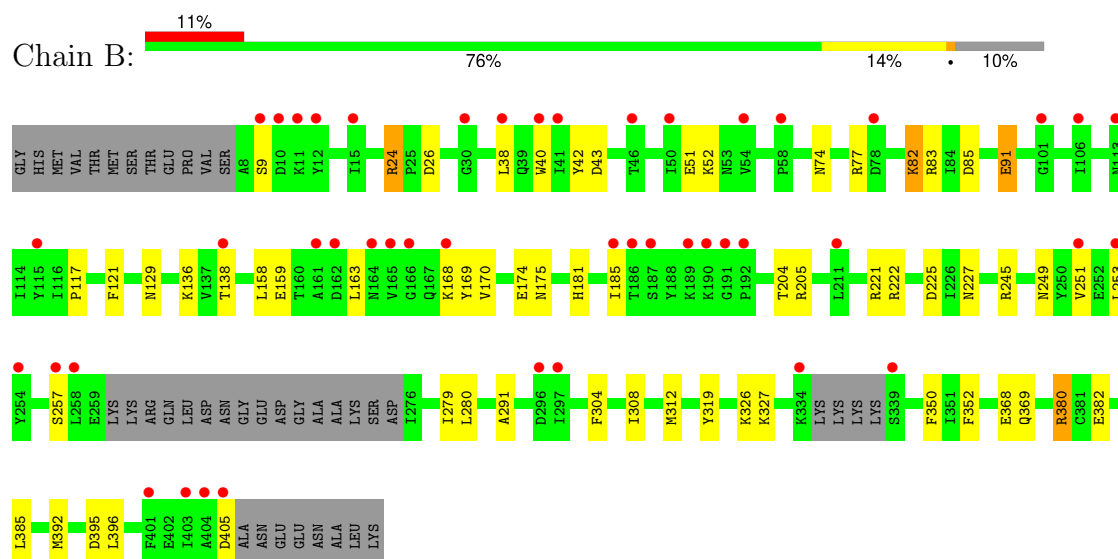 11%
Chain B:
76% 14% • 10%
GLY HIS MET VAL THR MET SER THR GLU PRO VAL SER A8 S9 D10 K11 Y12 I15 R24 P25 D26 G30 L38 Q39 W40 I41 Y42 D43 T46 I50 E51 K52 N53 V54 P58 N74 R77 D78 K82 R83 I84 D85 E91 G101 I106 N113
I114 Y115 I116 P117 F121 N129 K136 V137 T138 L158 E159 T160 A161 D162 L163 N164 V165 G166 Q167 K168 Y169 V170 E174 N175 H181 I185 T186 S187 Y188 K189 K190 G191 P192 T204 R205 L211 R221 R222 D225 I226 N227 R245 N249 Y250 V251 E252 L253
Y254 S257 L258 E259 LYS LYS ARG GLN LEU ASP ASN GLY GLU ASP GLY ALA ALA LYS SER ASP I276 I279 L280 A291 D296 I297 F304 I308 M312 Y319 K326 K327 K334 LYS LYS LYS LYS S339 F350 I351 F352 E368 Q369 R380 C381 E382
L385 M392 D395 L396 F401 E402 I403 A404 D405 ALA ASN GLU GLU ASN ALA LEU LYS